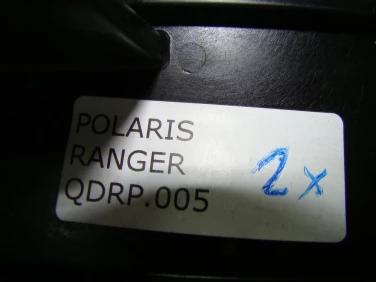 POLARIS
RANGER
QDRP.005
2x